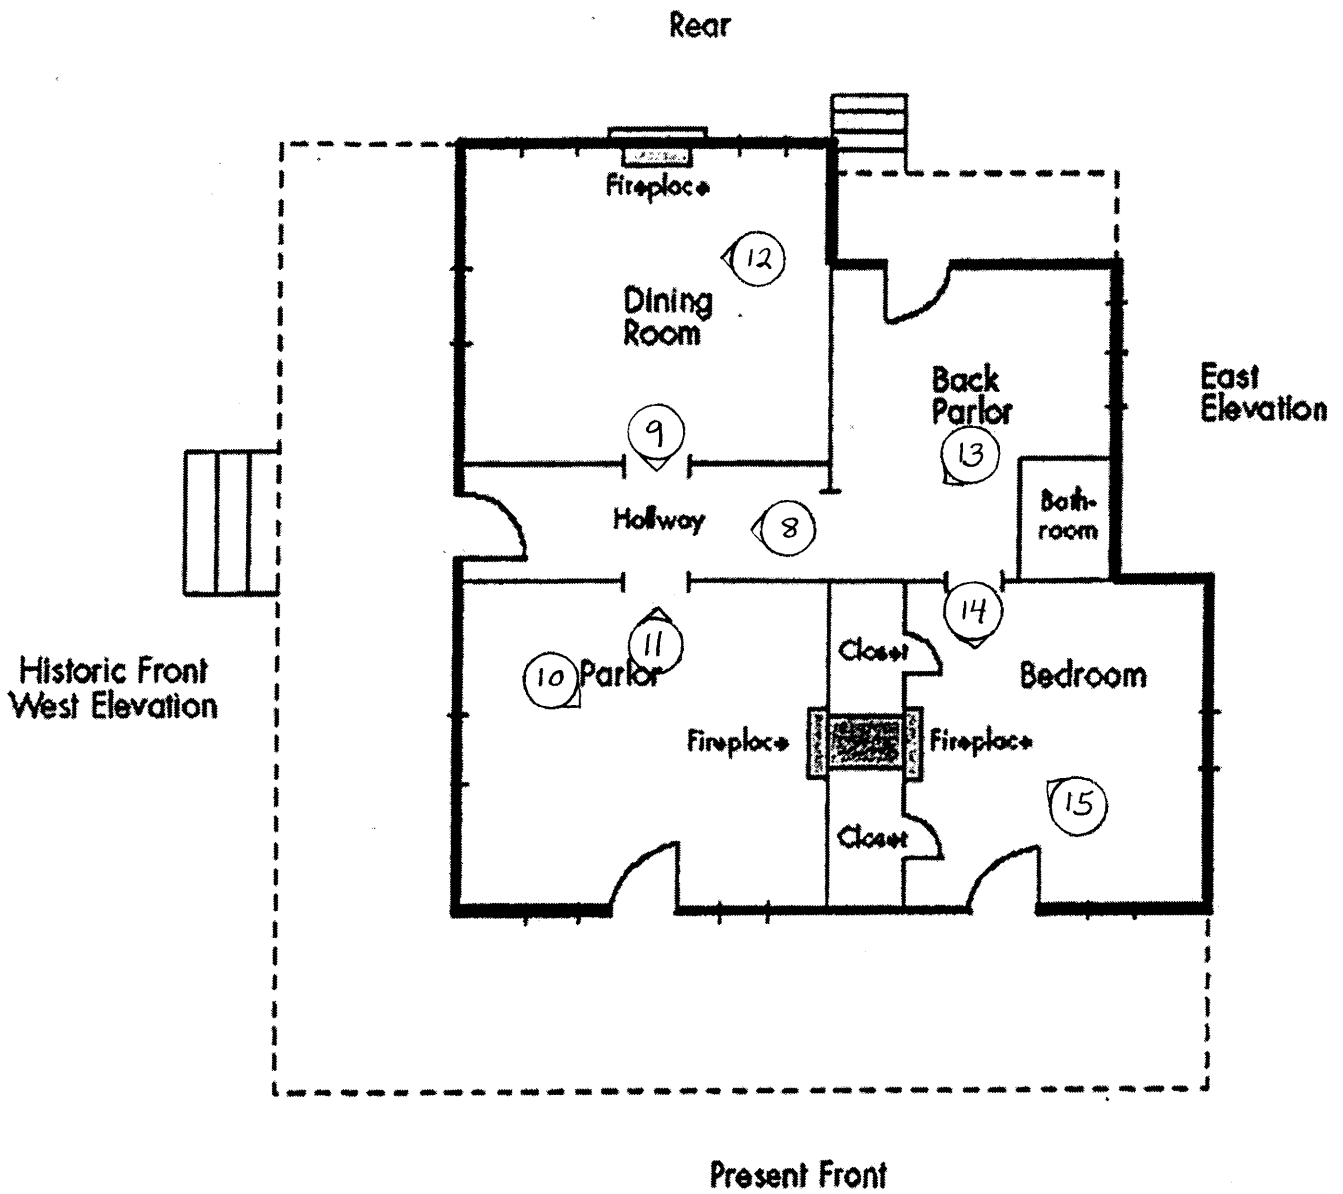 Rear
Fireplace
12
Dining
Room
Back
Parlor
East
Elevation
9
13
Bath-
room
Hallway
8
14
11
Closet
Historic Front
West Elevation
10
Parlor
Bedroom
Fireplace
Fireplace
15
Closet
Present Front